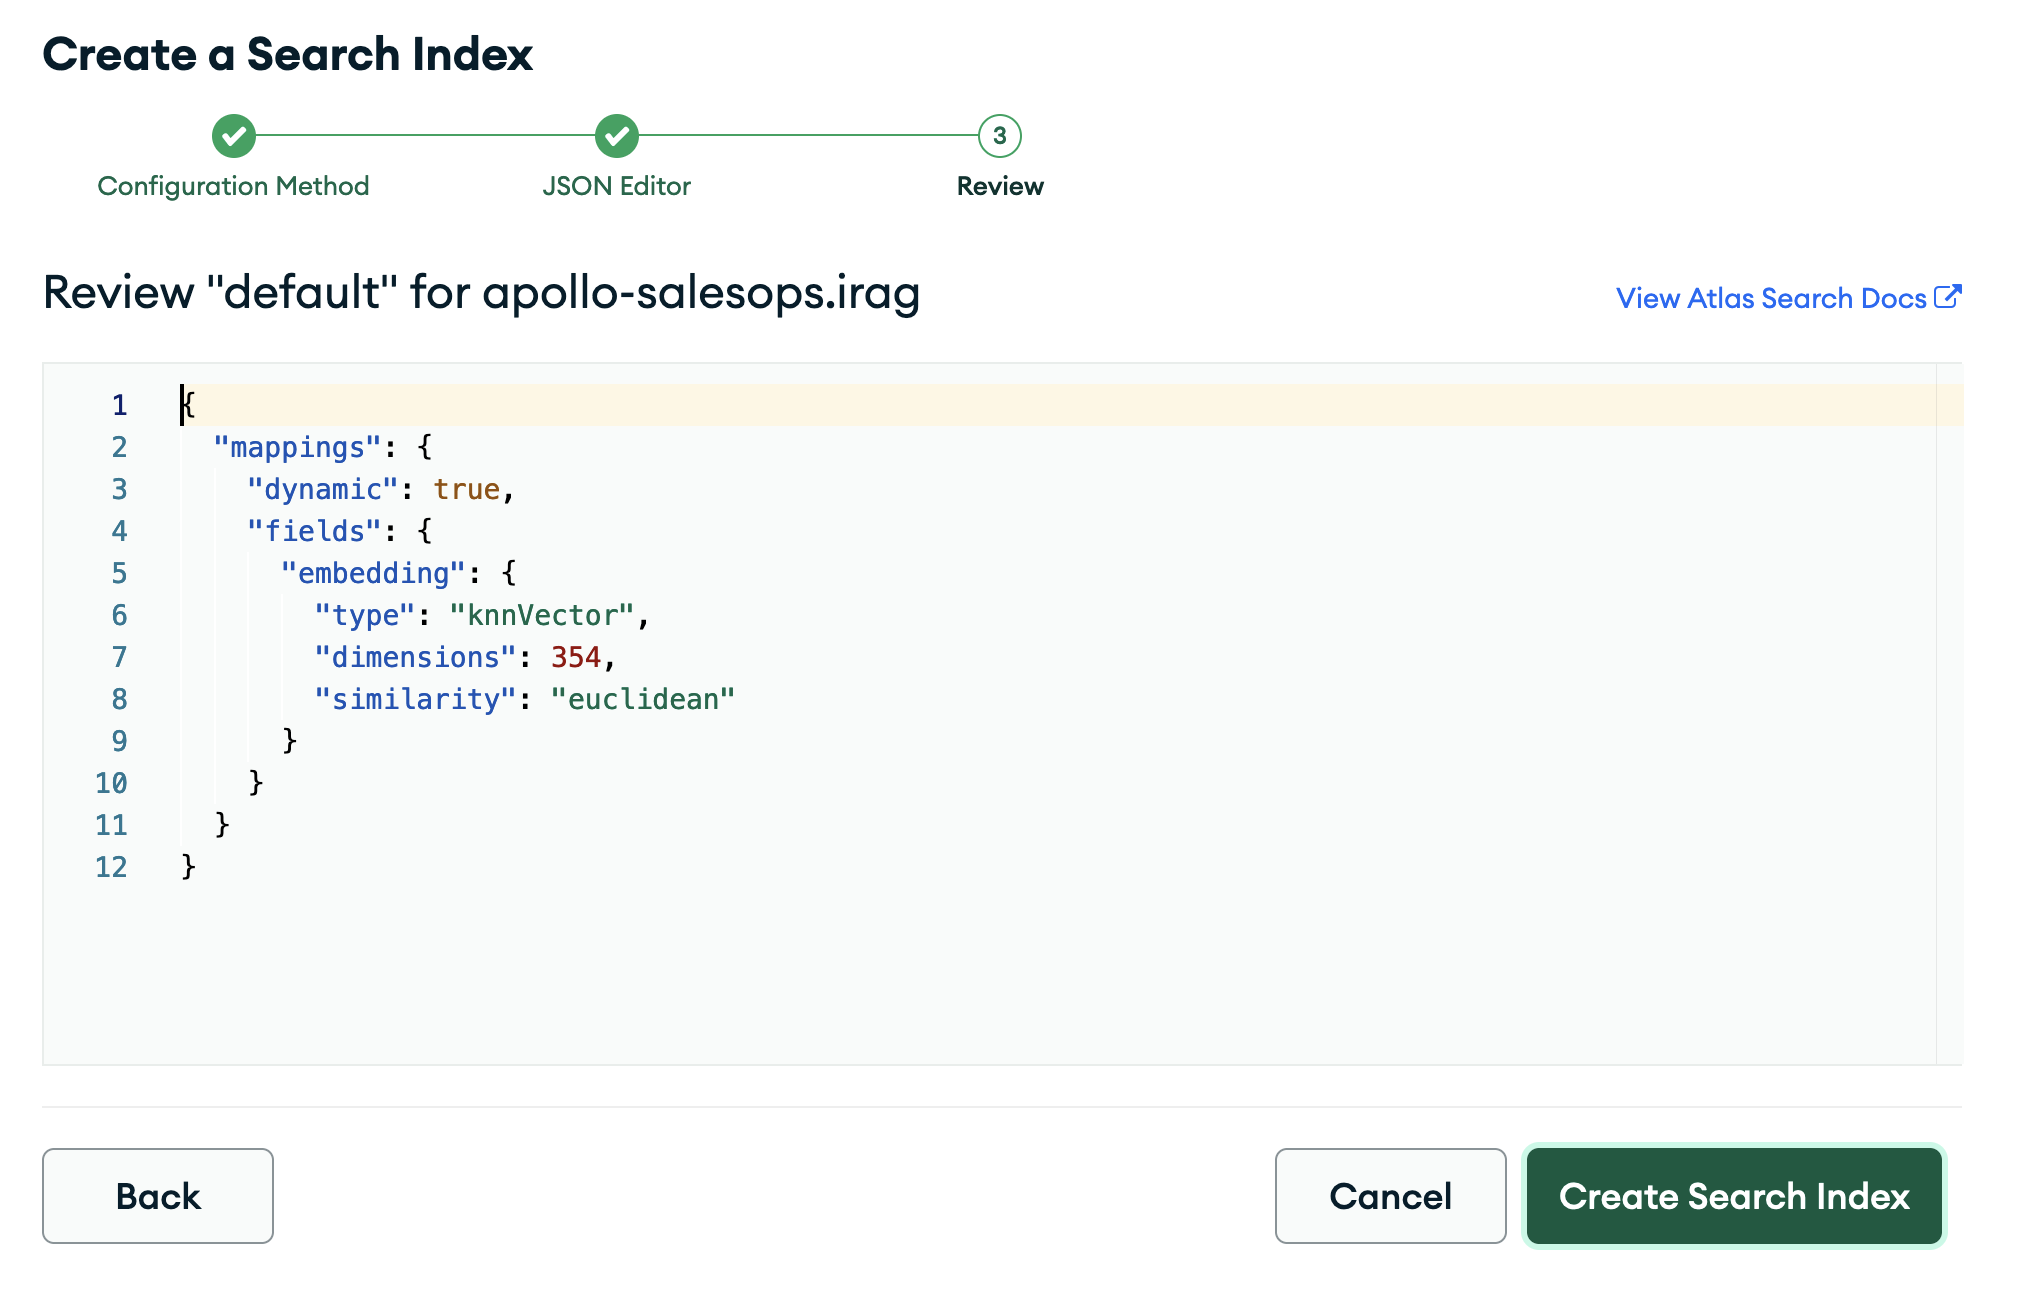 Create a Search Index
3
Configuration Method JSON Editor Review
Review "default" for apollo-salesops.irag
View Atlas Search Docs
1 {
2 "mappings": {
3 "dynamic": true,
4 "fields": {
5 "embedding": {
6 "type": "knnVector",
7 "dimensions": 354,
8 "similarity": "euclidean"
9 }
10 }
11 }
12 }
Back
Cancel
Create Search Index